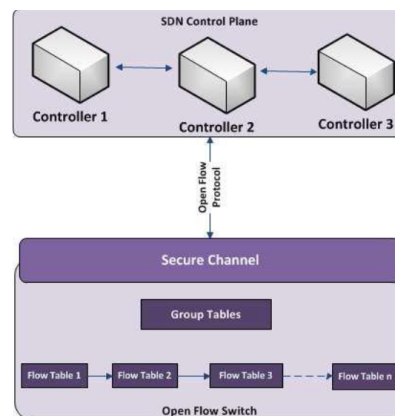 SDN Control Plane
Controller 1
Controller 2
Controller 3
Open Flow
Protocol
Secure Channel
Group Tables
Flow Table 1
Flow Table 2
Flow Table 3
Flow Table n
Open Flow Switch